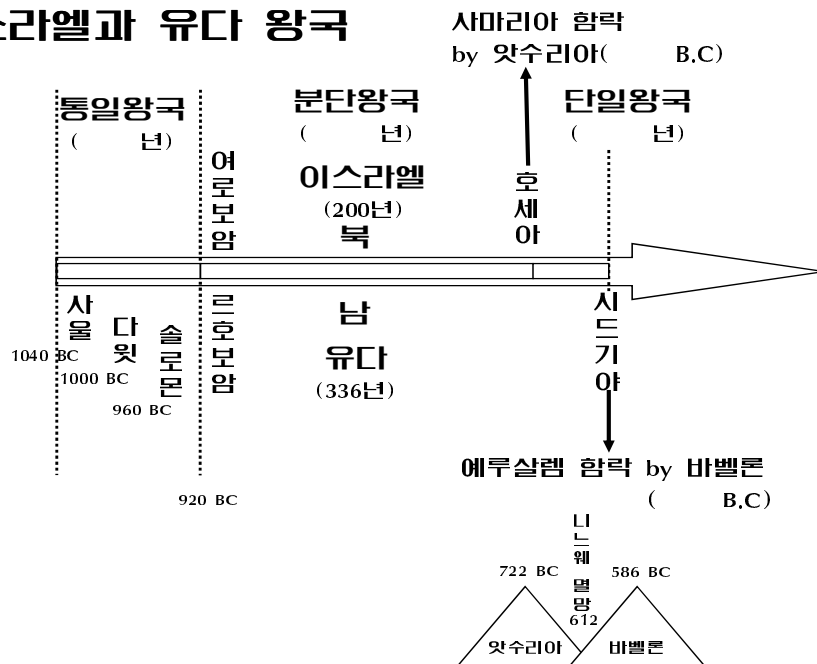 스라엘과 유다 왕국
사마리아 함락
by 앗수리아( B.C)
통일왕국
( 년)
분단왕국
( 년)
단일왕국
( 년)
여로보암
이스라엘
(200년)
북
호세아
사울
다윗
솔로몬
르호보암
남
유다
(336년)
시드기야
1040 BC
1000 BC
960 BC
920 BC
예루살렘 함락 by 바벨론
( B.C)
니느웨 멸망
612
722 BC
586 BC
앗수리아
바벨론